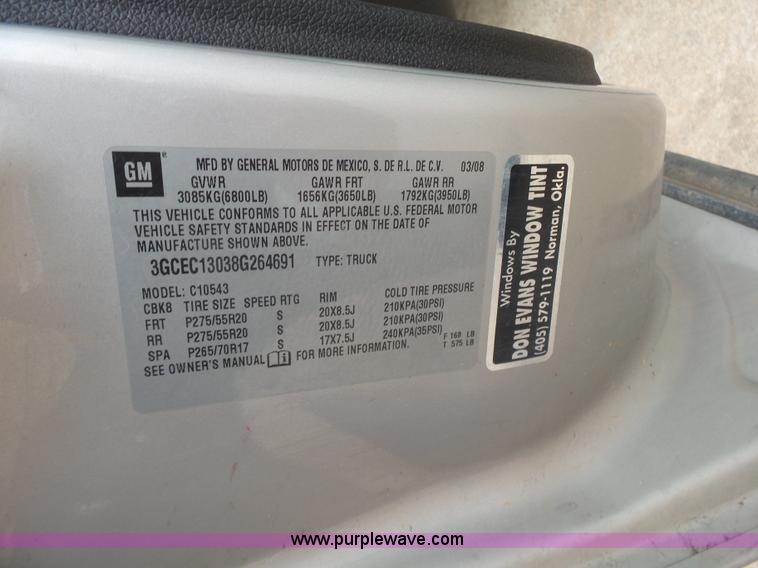 GM
MFD BY GENERAL MOTORS DE MEXICO, S. DE R.L. DE C.V. 03/08
GVWR GAWR FRT GAWR RR
3085KG(6800LB) 1656KG(3650LB) 1792KG(3950LB)
THIS VEHICLE CONFORMS TO ALL APPLICABLE U.S. FEDERAL MOTOR
VEHICLE SAFETY STANDARDS IN EFFECT ON THE DATE OF
MANUFACTURE SHOWN ABOVE.
3GCEC13038G264691 TYPE: TRUCK
MODEL: C10543
CBK8 TIRE SIZE SPEED RTG RIM COLD TIRE PRESSURE
FRT P275/55R20 S 20X8.5J 210KPA(30PSI)
RR P275/55R20 S 20X8.5J 210KPA(30PSI)
SPA P265/70R17 S 17X7.5J 240KPA(35PSI) F 168 LB
T 575 LB
SEE OWNER'S MANUAL i FOR MORE INFORMATION.
Windows By
DON EVANS WINDOW TINT
(405) 579-1119 Norman, Okla.
www.purplewave.com